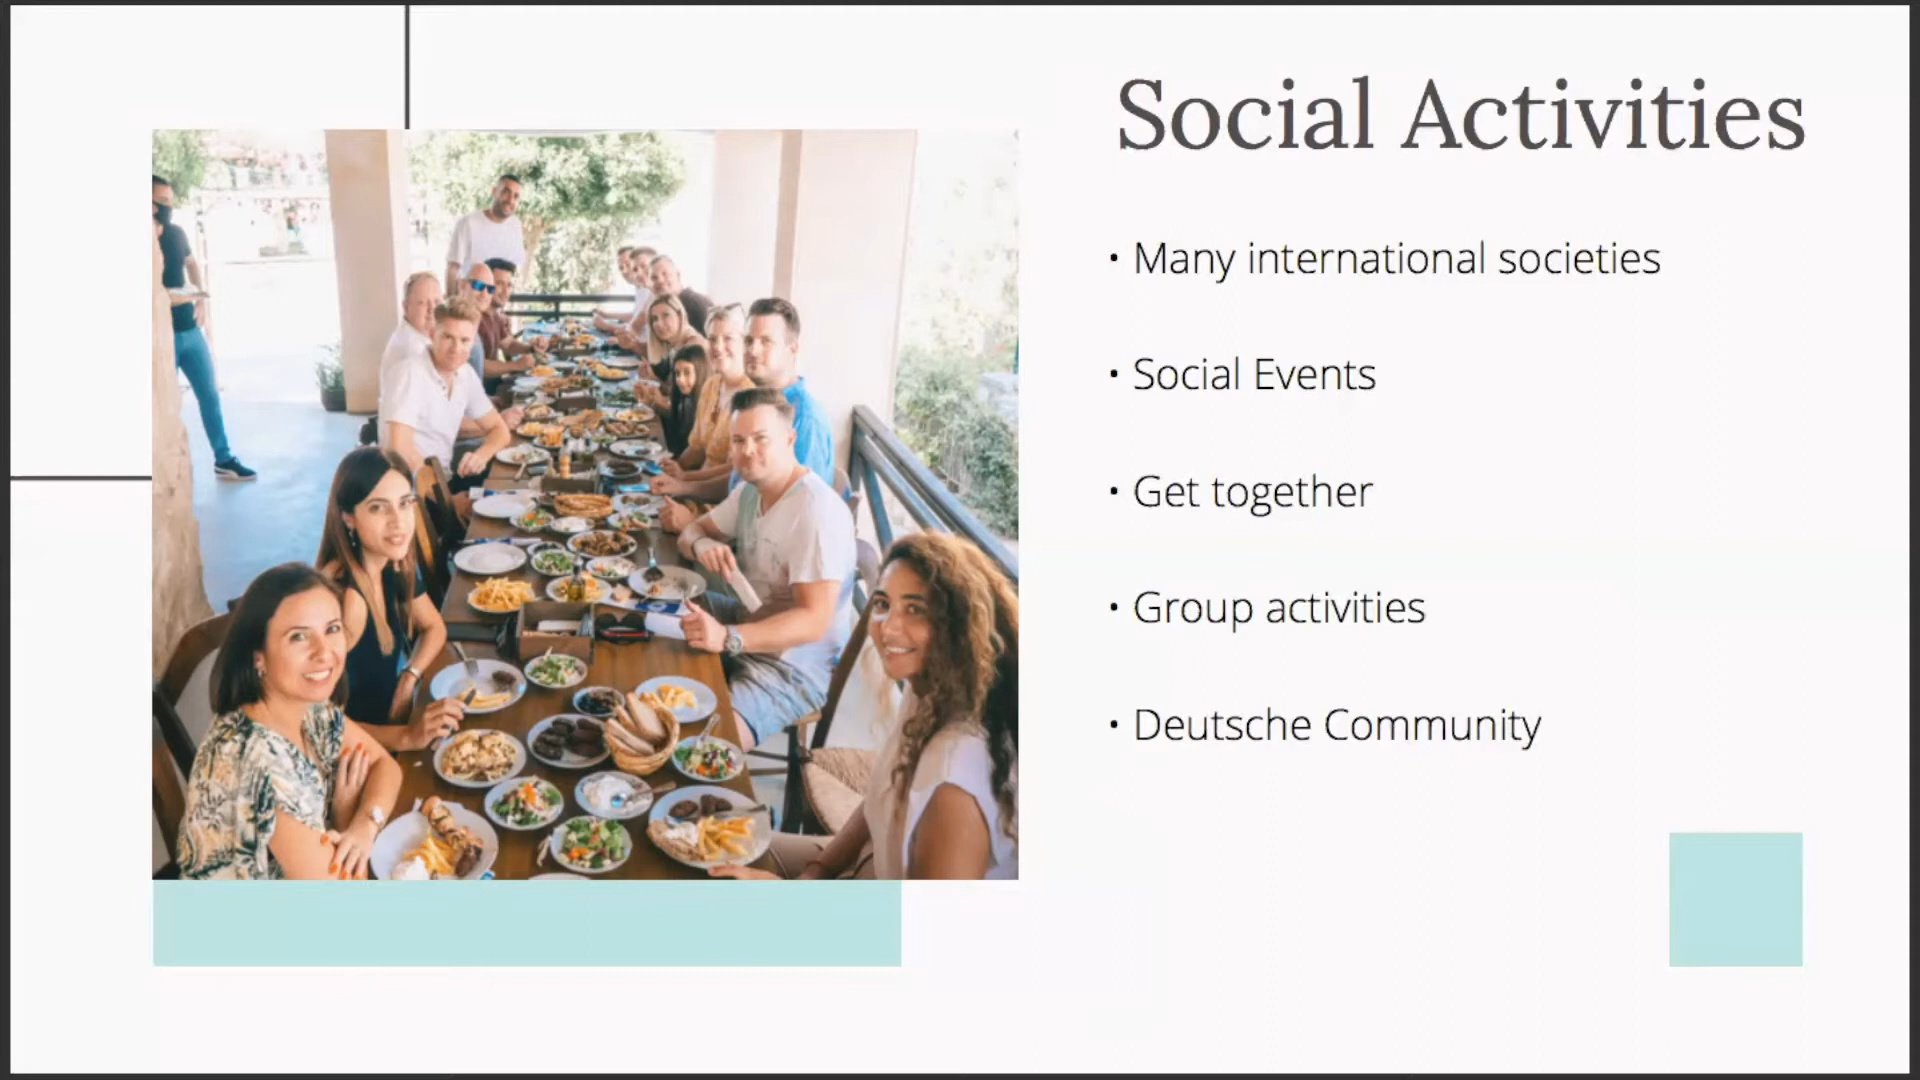 Social Activities
• Many international societies
• Social Events
• Get together
• Group activities
• Deutsche Community